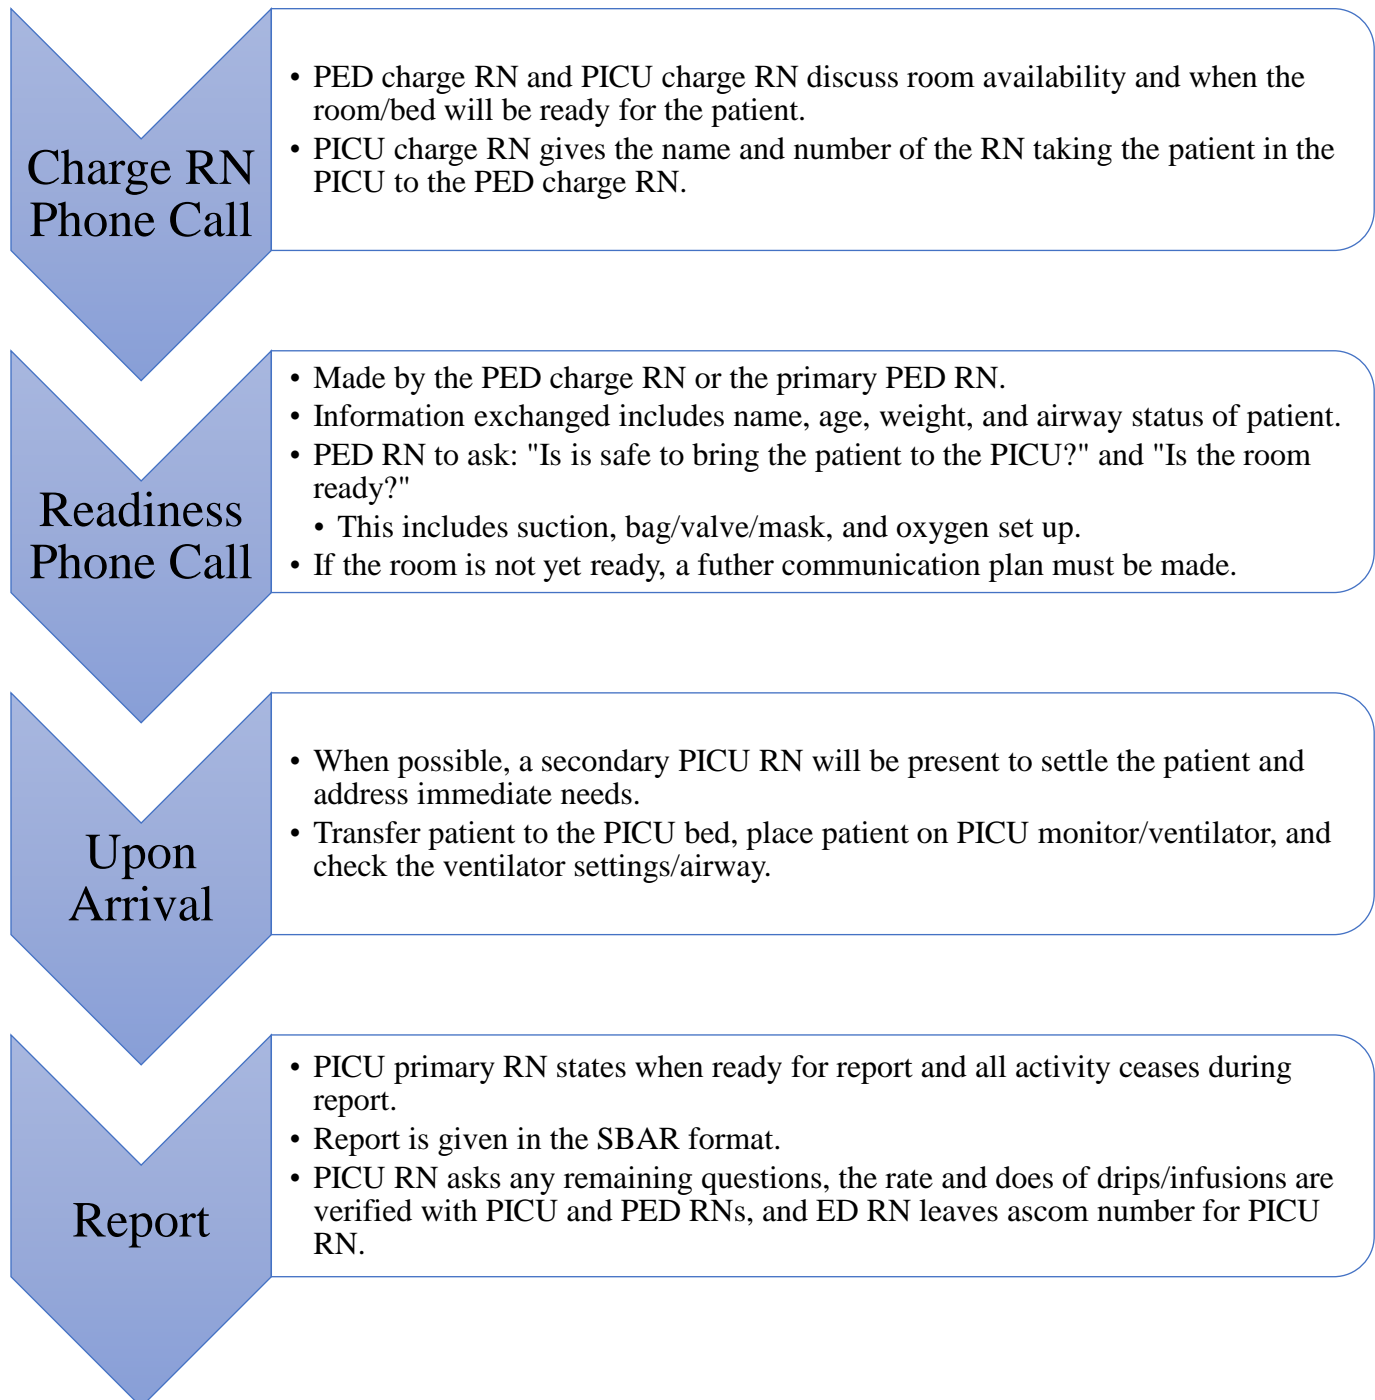 Charge RN
Phone Call
• PED charge RN and PICU charge RN discuss room availability and when the
room/bed will be ready for the patient.
• PICU charge RN gives the name and number of the RN taking the patient in the
PICU to the PED charge RN.
Readiness
Phone Call
• Made by the PED charge RN or the primary PED RN.
• Information exchanged includes name, age, weight, and airway status of patient.
• PED RN to ask: "Is is safe to bring the patient to the PICU?" and "Is the room
ready?"
• This includes suction, bag/valve/mask, and oxygen set up.
• If the room is not yet ready, a futher communication plan must be made.
Upon
Arrival
• When possible, a secondary PICU RN will be present to settle the patient and
address immediate needs.
• Transfer patient to the PICU bed, place patient on PICU monitor/ventilator, and
check the ventilator settings/airway.
Report
• PICU primary RN states when ready for report and all activity ceases during
report.
• Report is given in the SBAR format.
• PICU RN asks any remaining questions, the rate and does of drips/infusions are
verified with PICU and PED RNs, and ED RN leaves ascom number for PICU
RN.